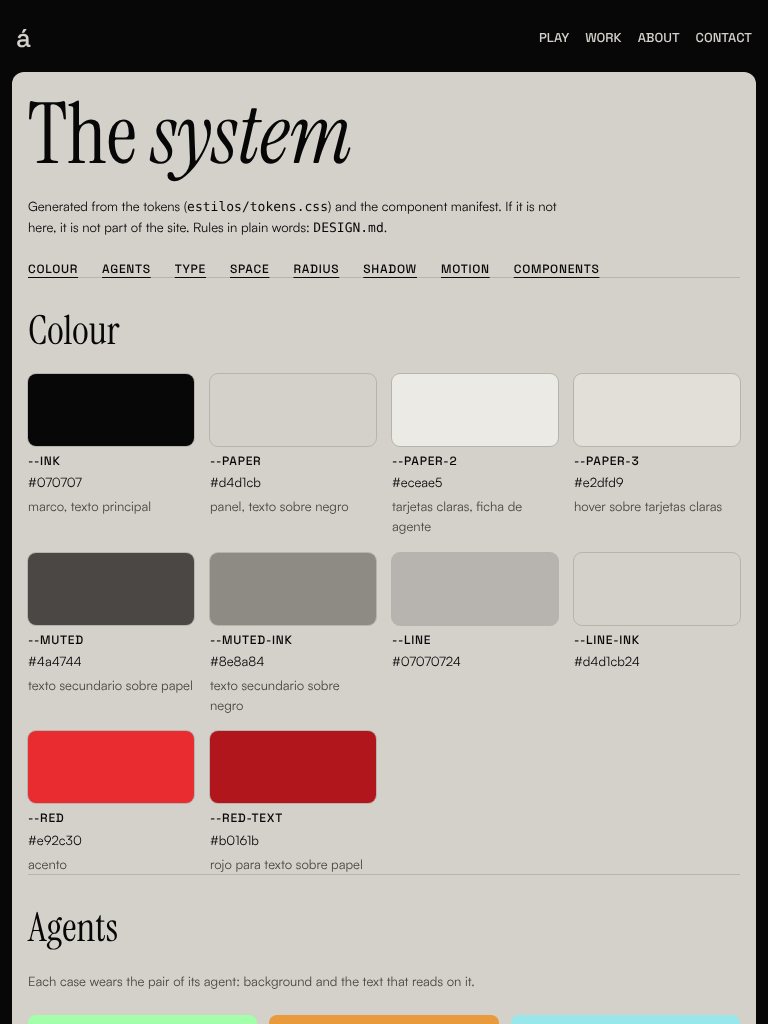 á
PLAY WORK ABOUT CONTACT
The system
Generated from the tokens (estilos/tokens.css) and the component manifest. If it is not
here, it is not part of the site. Rules in plain words: DESIGN.md.
COLOUR AGENTS TYPE SPACE RADIUS SHADOW MOTION COMPONENTS
Colour
--INK
#070707
marco, texto principal
--PAPER
#d4d1cb
panel, texto sobre negro
--PAPER-2
#eceae5
tarjetas claras, ficha de
agente
--PAPER-3
#e2dfd9
hover sobre tarjetas claras
--MUTED
#4a4744
texto secundario sobre papel
--MUTED-INK
#8e8a84
texto secundario sobre
negro
--LINE
#07070724
--LINE-INK
#d4d1cb24
--RED
#e92c30
acento
--RED-TEXT
#b0161b
rojo para texto sobre papel
Agents
Each case wears the pair of its agent: background and the text that reads on it.